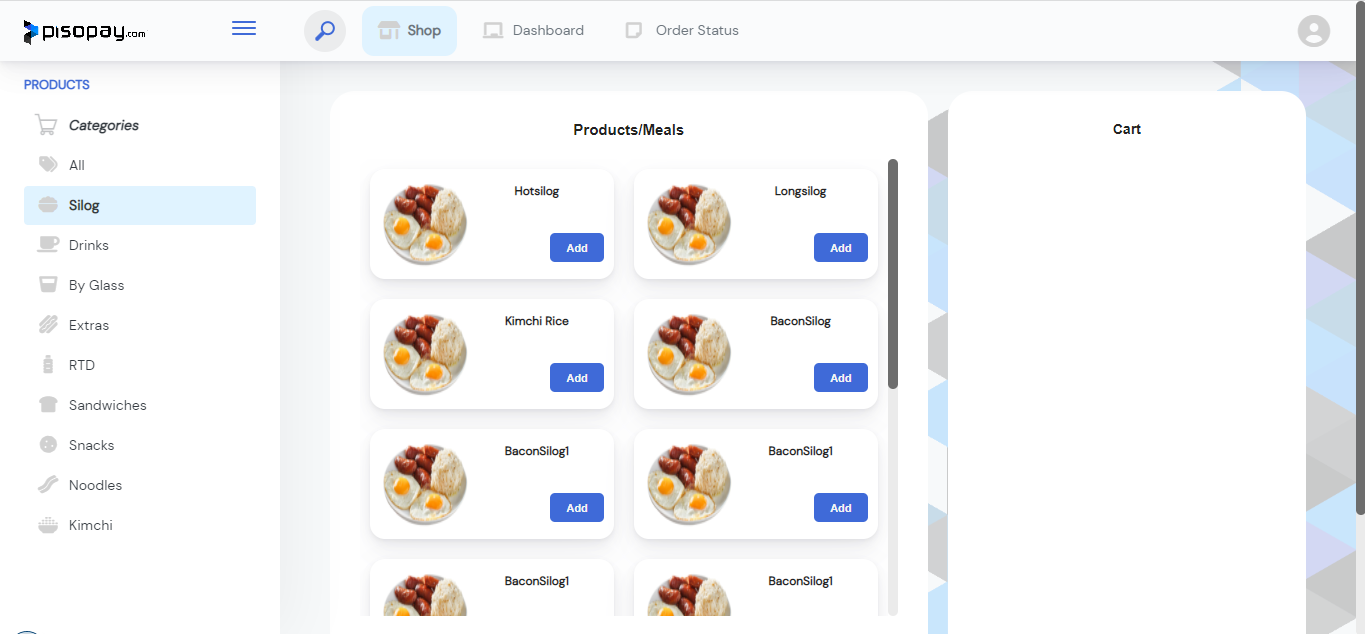 pisopay.com
Shop
Dashboard
Order Status
PRODUCTS
Categories
All
Silog
Drinks
By Glass
Extras
RTD
Sandwiches
Snacks
Noodles
Kimchi
Products/Meals
Hotsilog
Add
Longsilog
Add
Kimchi Rice
Add
BaconSilog
Add
BaconSilog1
Add
BaconSilog1
Add
BaconSilog1
BaconSilog1
Cart